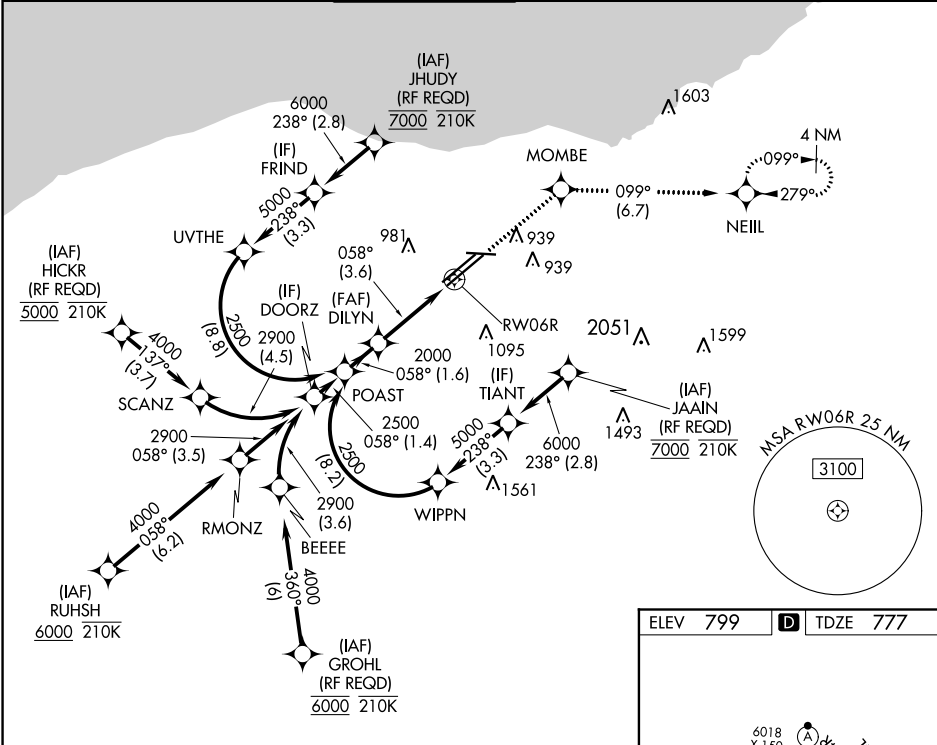 (IAF)
JHUDY
(RF REQD)
7000 210K
6000
238° (2.8)
1603
4 NM
(IF)
FRIND
MOMBE
099°
279°
099°
(6.7)
NEIIL
5000
238°
(3.3)
UVTHE
981
939
939
058°
(3.6)
(IAF)
HICKR
(RF REQD)
5000 210K
(IF)
DOORZ
(FAF)
DILYN
2500
(8.8)
2900
(4.5)
RW06R
1095
2051
1599
4000
137°
(3.7)
2000
058° (1.6)
(IF)
TIANT
SCANZ
POAST
2500
058° (1.4)
(IAF)
JAAIN
(RF REQD)
7000 210K
1493
2900
058° (3.5)
5000
238°
(3.3)
6000
238° (2.8)
2500
(8.2)
MSA RW06R 25 NM
3100
1561
WIPPN
2900
(3.6)
RMONZ
BEEEE
4000
058°
(6.2)
(IAF)
RUHSH
6000 210K
4000
360°
(6)
(IAF)
GROHL
(RF REQD)
6000 210K
ELEV 799 D TDZE 777
6018
A